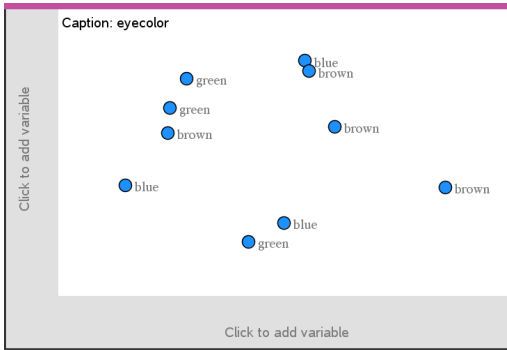 Caption: eyecolor
blue
brown
green
green
brown
brown
blue
brown
blue
green
Click to add variable
Click to add variable